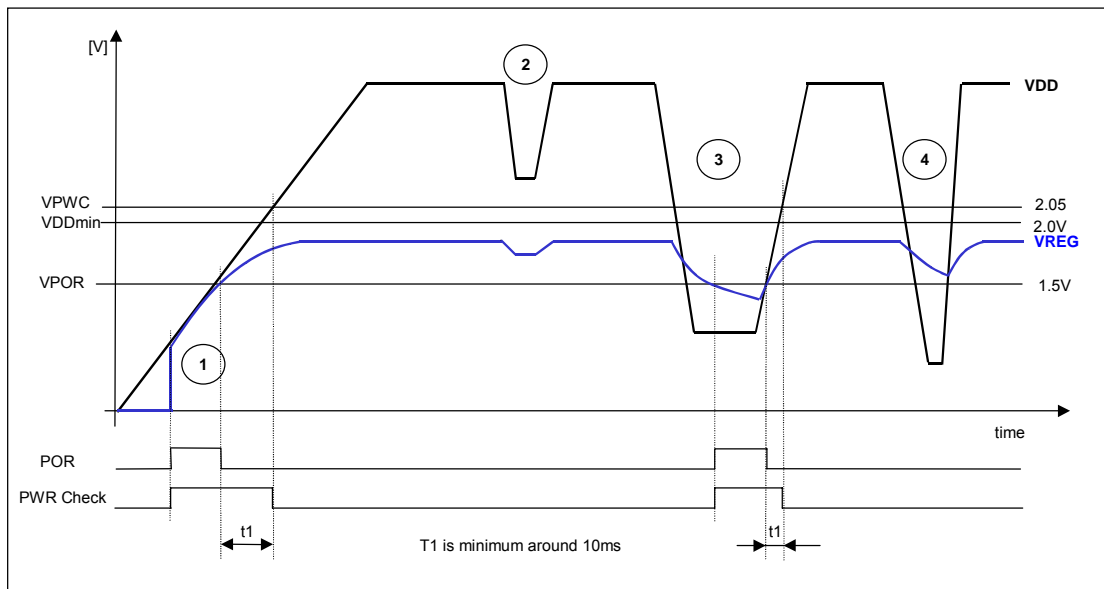 [V]
2
VDD
3
4
VPWC
2.05
VDDmin
2.0V
VREG
VPOR
1.5V
1
time
POR
PWR Check
t1
T1 is minimum around 10ms
t1